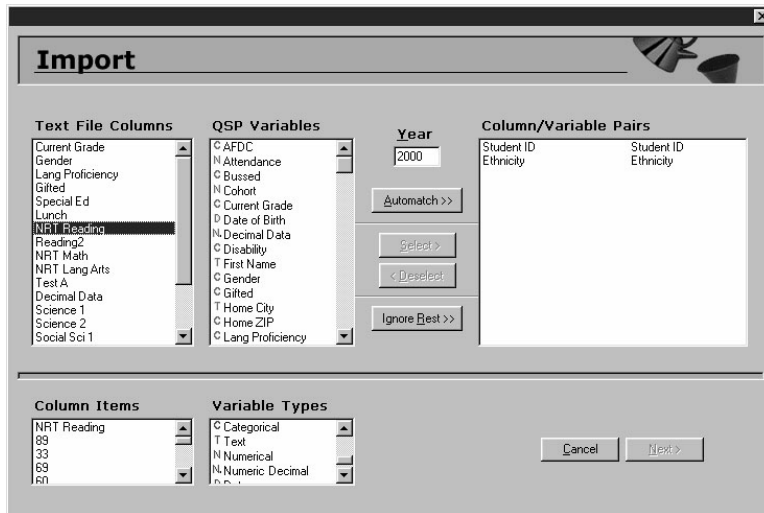 Import
Text File Columns
Current Grade
Gender
Lang Proficiency
Gifted
Special Ed
Lunch
NRT Reading
Reading2
NRT Math
NRT Lang Arts
Test A
Decimal Data
Science 1
Science 2
Social Sci 1
QSP Variables
C AFDC
N Attendance
C Bussed
N Cohort
C Current Grade
D Date of Birth
N. Decimal Data
C Disability
T First Name
C Gender
C Gifted
T Home City
C Home ZIP
C Lang Proficiency
Year
2000
Automatch >>
Select >
< Deselect
Ignore Rest >>
Column/Variable Pairs
Student ID Student ID
Ethnicity Ethnicity
Column Items
NRT Reading
89
33
69
60
Variable Types
C Categorical
T Text
N Numerical
N. Numeric Decimal
Cancel
Next >